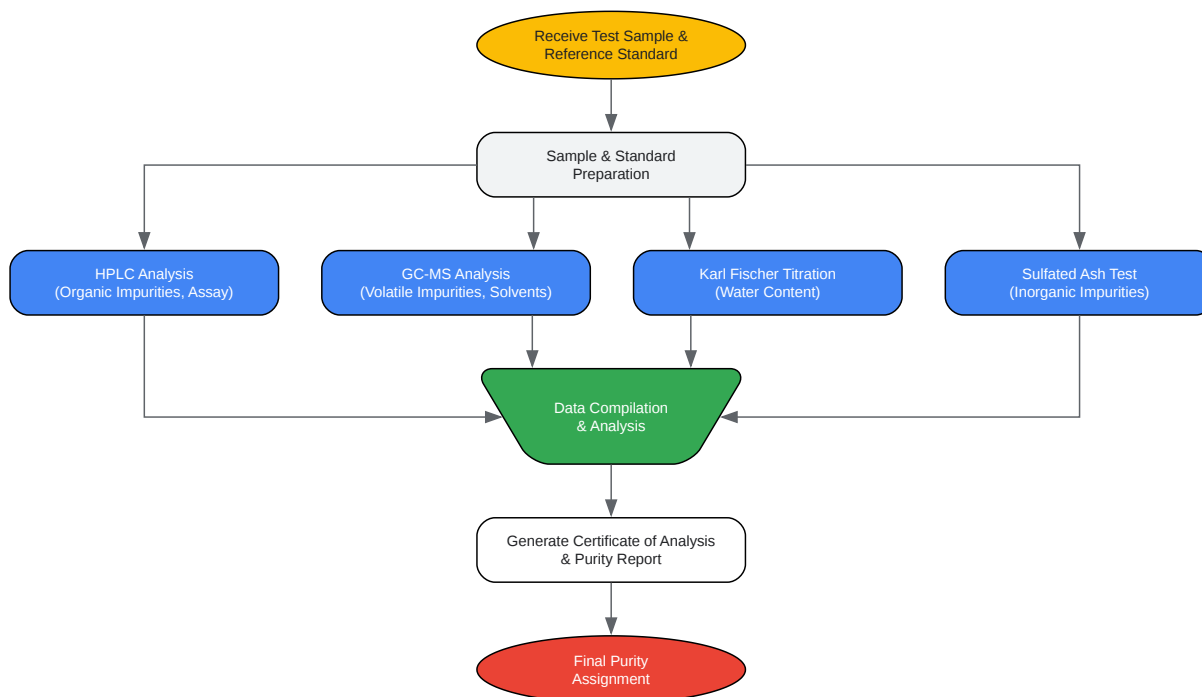 Receive Test Sample &
Reference Standard
Sample & Standard
Preparation
HPLC Analysis
(Organic Impurities, Assay)
GC-MS Analysis
(Volatile Impurities, Solvents)
Karl Fischer Titration
(Water Content)
Sulfated Ash Test
(Inorganic Impurities)
Data Compilation
& Analysis
Generate Certificate of Analysis
& Purity Report
Final Purity
Assignment